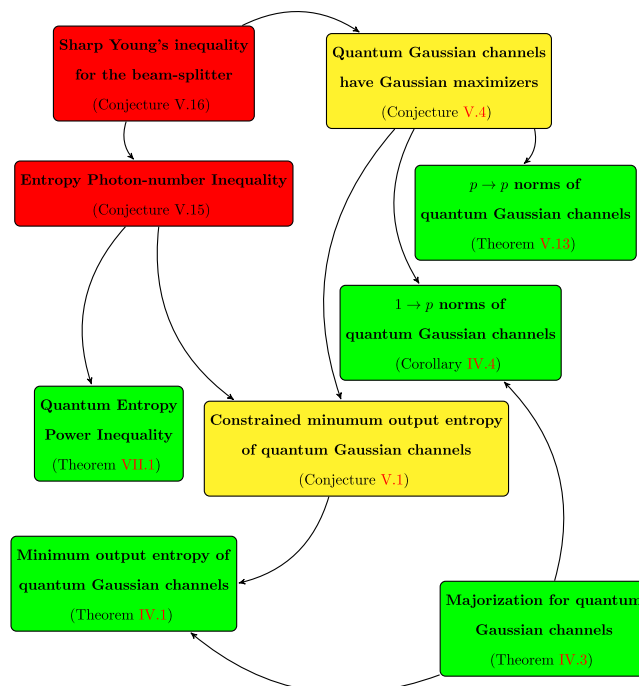 Sharp Young's inequality
for the beam-splitter
(Conjecture V.16)
Quantum Gaussian channels
have Gaussian maximizers
(Conjecture V.4)
Entropy Photon-number Inequality
(Conjecture V.15)
p → p norms of
quantum Gaussian channels
(Theorem V.13)
1 → p norms of
quantum Gaussian channels
(Corollary IV.4)
Quantum Entropy
Power Inequality
(Theorem VII.1)
Constrained minumum output entropy
of quantum Gaussian channels
(Conjecture V.1)
Minimum output entropy of
quantum Gaussian channels
(Theorem IV.1)
Majorization for quantum
Gaussian channels
(Theorem IV.3)